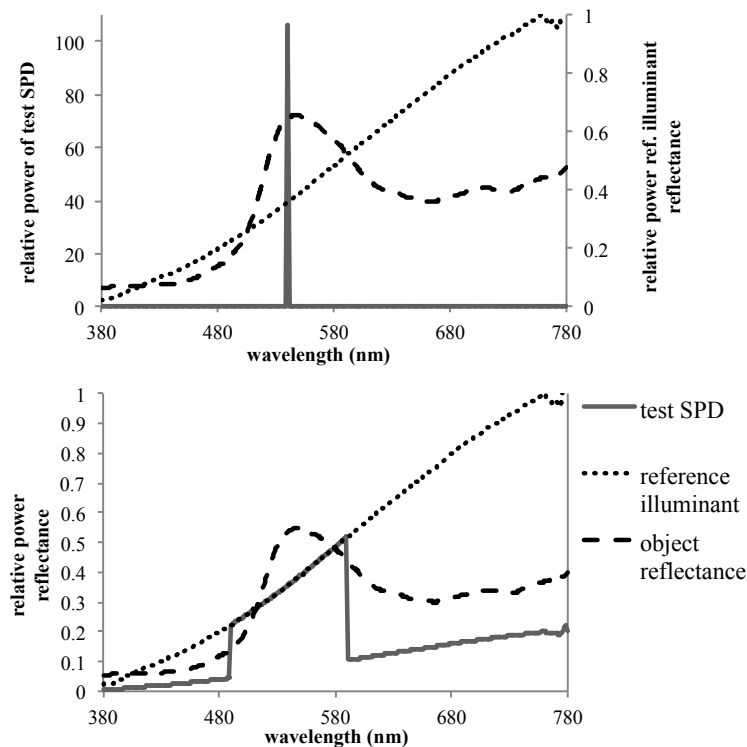 relative power of test SPD
100
80
60
40
20
0
1
0.8
0.6
0.4
0.2
0
relative power ref. illuminant
reflectance
380
480
580
680
780
wavelength (nm)
relative power
reflectance
1
0.9
0.8
0.7
0.6
0.5
0.4
0.3
0.2
0.1
0
380
480
580
680
780
wavelength (nm)
test SPD
reference
illuminant
object
reflectance